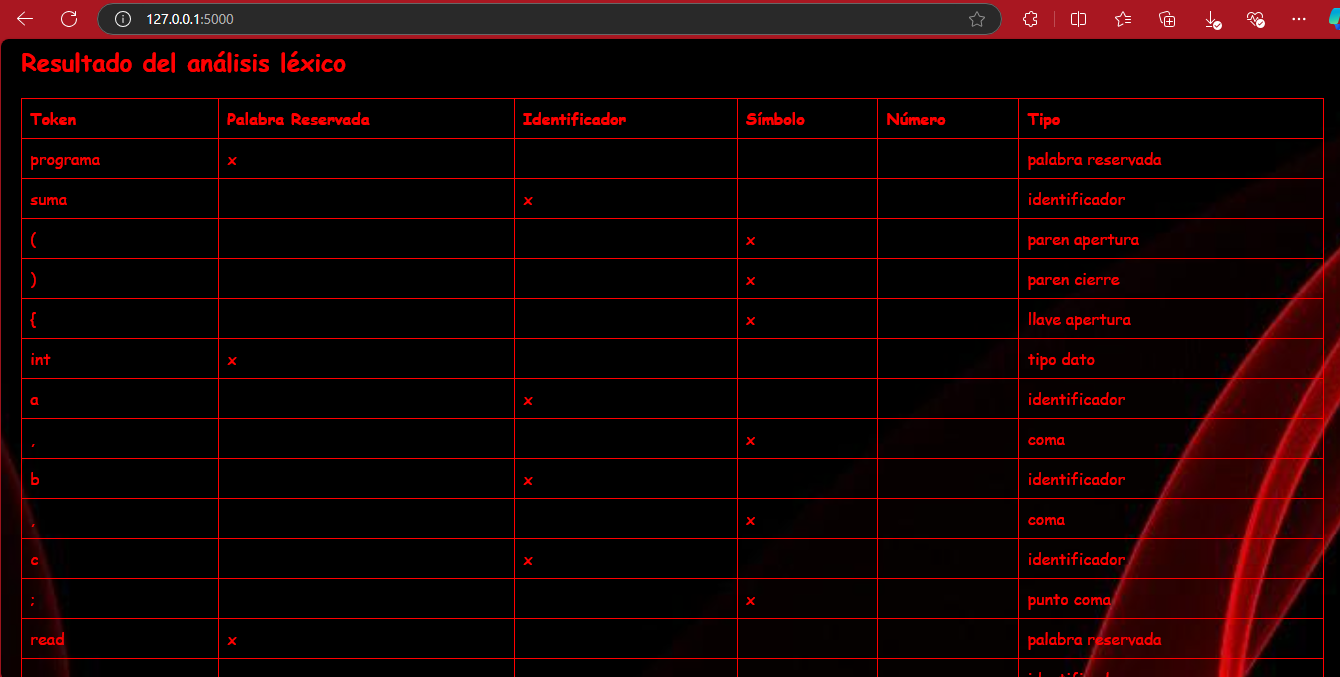 127.0.0.1:5000
Resultado del análisis léxico
Token Palabra Reservada Identificador Símbolo Número Tipo
programa x palabra reservada
suma x identificador
( x paren apertura
) x paren cierre
{ x llave apertura
int x tipo dato
a x identificador
, x coma
b x identificador
, x coma
c x identificador
; x punto coma
read x palabra reservada